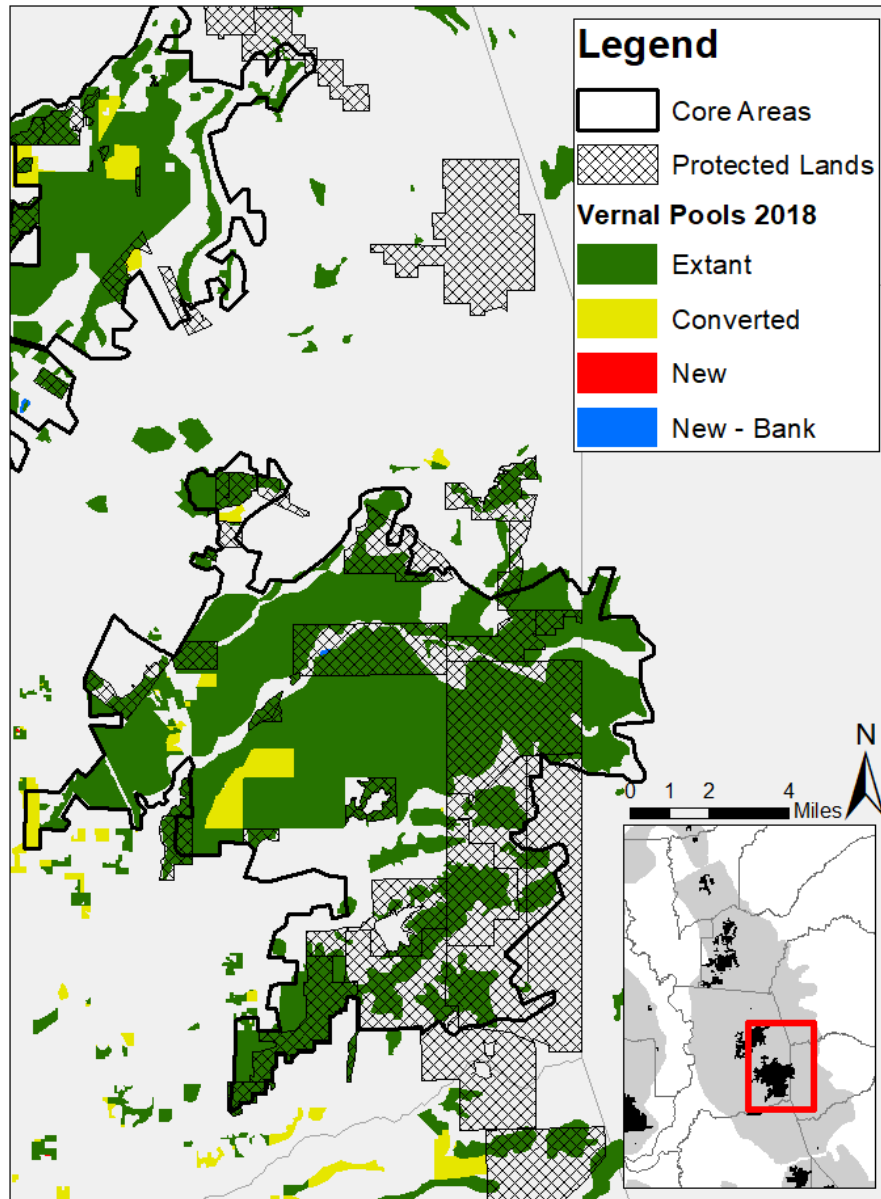 Legend
Core Areas
Protected Lands
Vernal Pools 2018
Extant
Converted
New
New - Bank
N
0 1 2 4
Miles